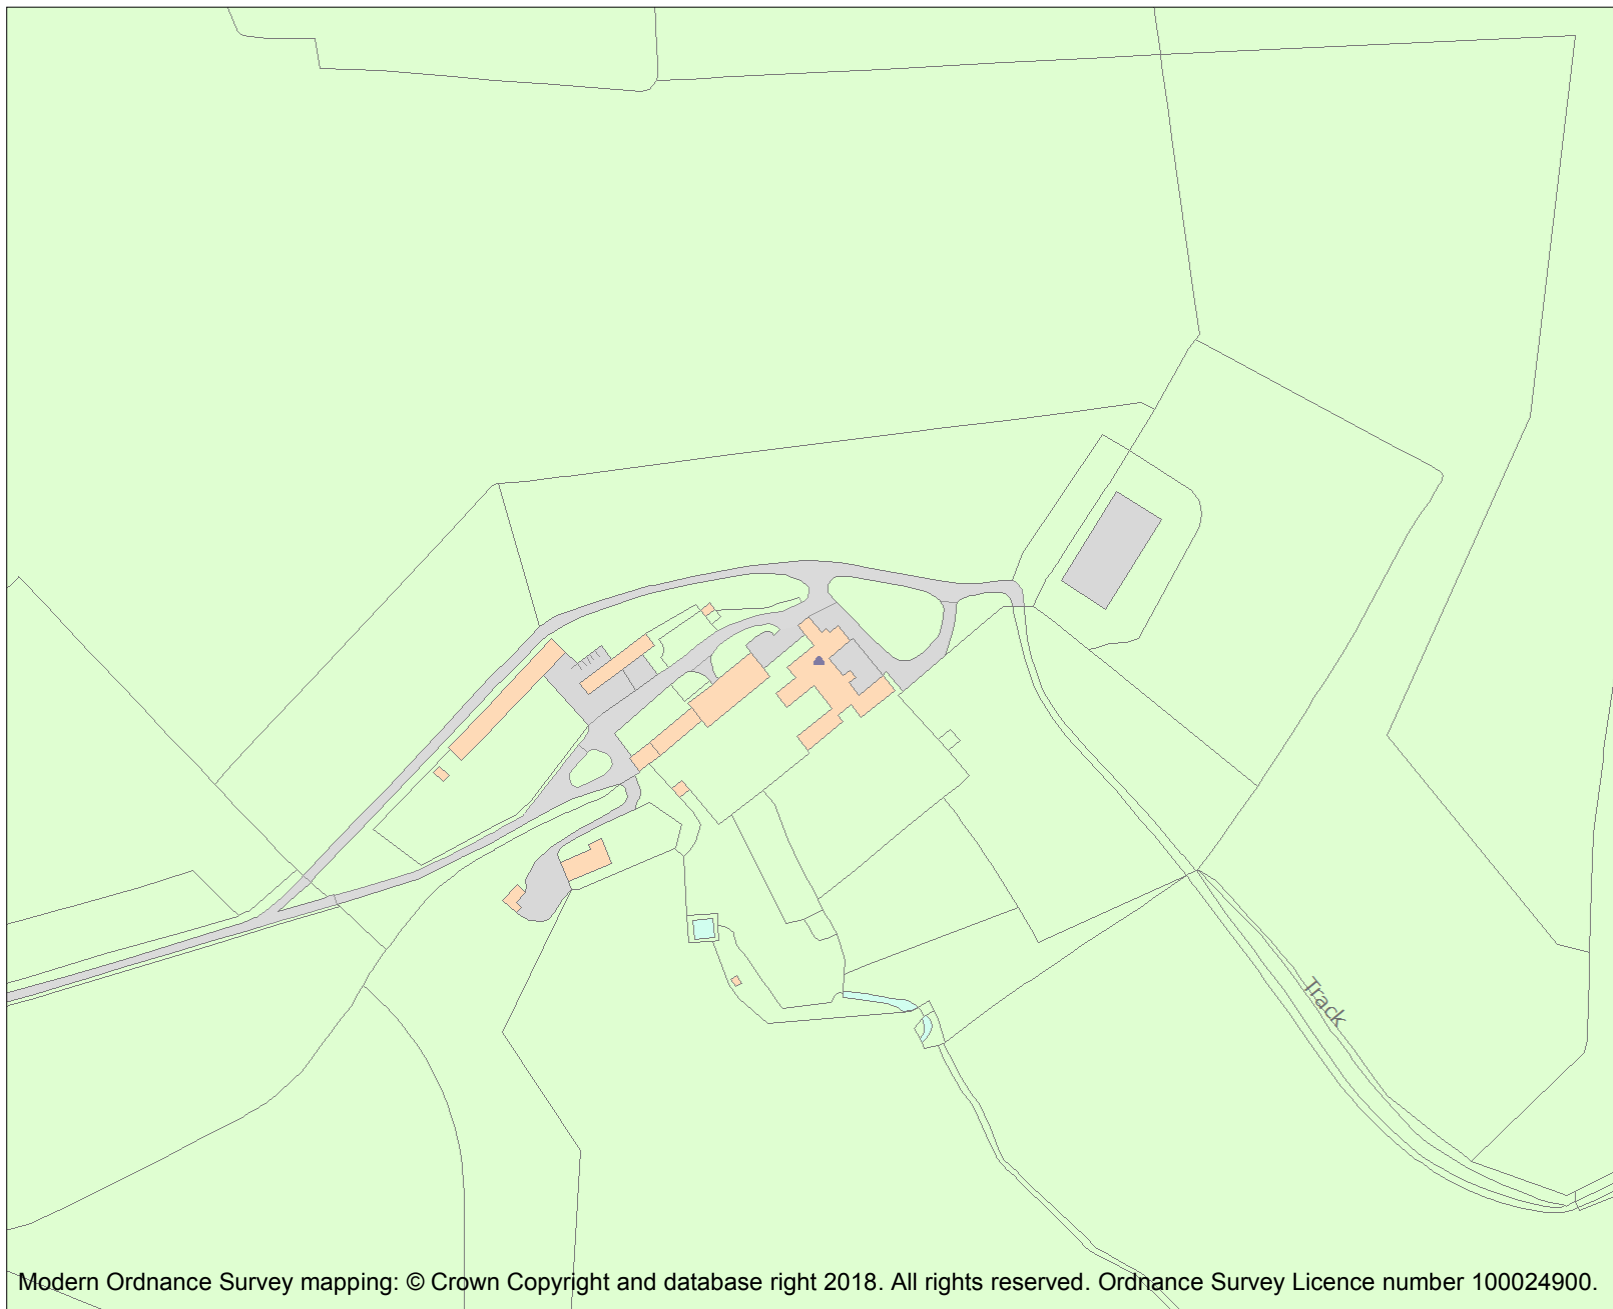 Track
Modern Ordnance Survey mapping: © Crown Copyright and database right 2018. All rights reserved. Ordnance Survey Licence number 100024900.